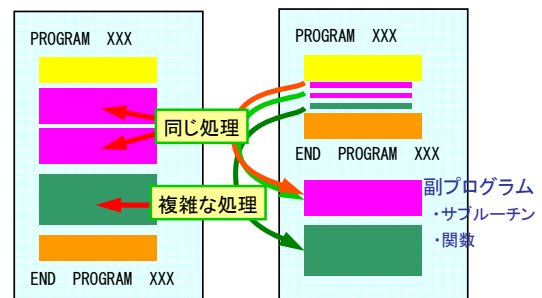 PROGRAM XXX
同じ処理
複雑な処理
END PROGRAM XXX
PROGRAM XXX
END PROGRAM XXX
副プログラム
・サブルーチン
・関数